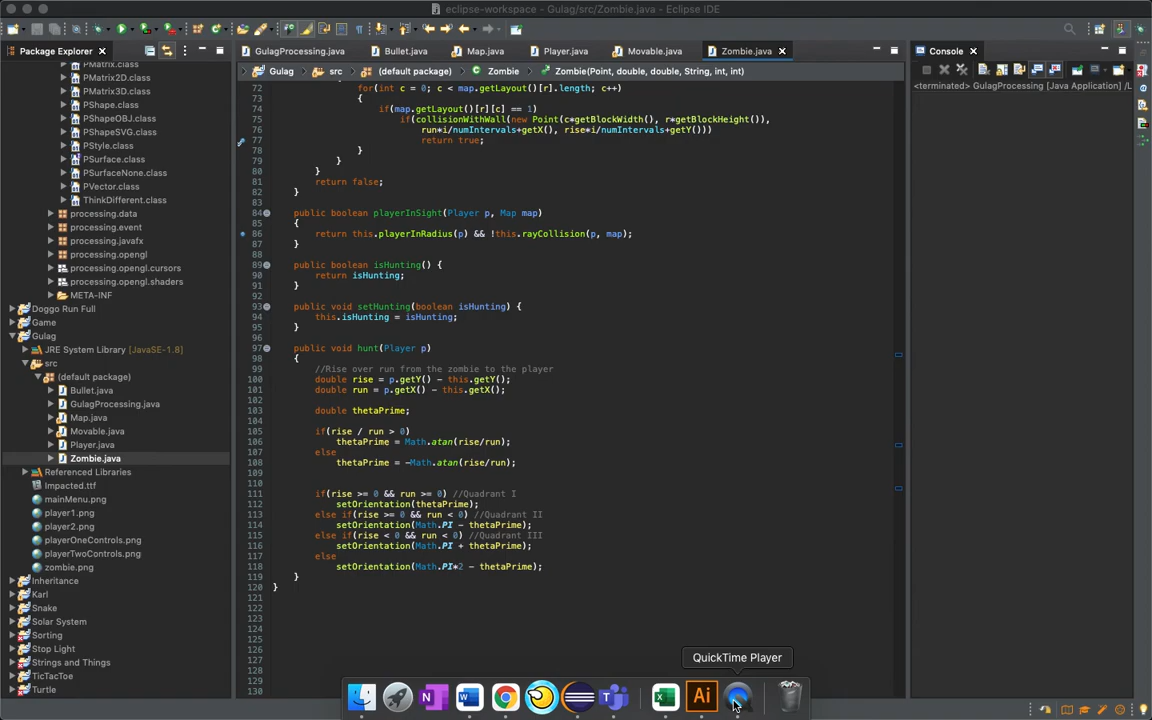 eclipse-workspace - Gulag/src/Zombie.java - Eclipse IDE
Package Explorer
GulagProcessing.java
Bullet.java
Map.java
Player.java
Movable.java
Zombie.java
Console
Gulag
src
(default package)
Zombie
Zombie(Point, double, double, String, int, int)
<terminated> GulagProcessing [Java Application] /L
PMatrix.class
PMatrix2D.class
PMatrix3D.class
PShape.class
PShapeOBJ.class
PShapeSVG.class
PStyle.class
PSurface.class
PSurfaceNone.class
PVector.class
ThinkDifferent.class
processing.data
processing.event
processing.javafx
processing.opengl
processing.opengl.cursors
processing.opengl.shaders
META-INF
Doggo Run Full
Game
Gulag
JRE System Library [JavaSE-1.8]
src
(default package)
Bullet.java
GulagProcessing.java
Map.java
Movable.java
Player.java
Zombie.java
Referenced Libraries
Impacted.ttf
mainMenu.png
player1.png
player2.png
playerOneControls.png
playerTwoControls.png
zombie.png
Inheritance
Karl
Snake
Solar System
Sorting
Stop Light
Strings and Things
TicTacToe
Turtle
72 for(int c = 0; c < map.getLayout()[r].length; c++)
73 {
74 if(map.getLayout()[r][c] == 1)
75 if(collisionWithWall(new Point(c*getBlockWidth(), r*getBlockHeight()),
76 run*i/numIntervals+getX(), rise*i/numIntervals+getY()))
77 return true;
78 }
79 }
80 }
81 return false;
82 }
83
84 public boolean playerInSight(Player p, Map map)
85 {
86 return this.playerInRadius(p) && !this.rayCollision(p, map);
87 }
88
89 public boolean isHunting() {
90 return isHunting;
91 }
92
93 public void setHunting(boolean isHunting) {
94 this.isHunting = isHunting;
95 }
96
97 public void hunt(Player p)
98 {
99 //Rise over run from the zombie to the player
100 double rise = p.getY() - this.getY();
101 double run = p.getX() - this.getX();
102
103 double thetaPrime;
104
105 if(rise / run > 0)
106 thetaPrime = Math.atan(rise/run);
107 else
108 thetaPrime = -Math.atan(rise/run);
109
110
111 if(rise >= 0 && run >= 0) //Quadrant I
112 setOrientation(thetaPrime);
113 else if(rise >= 0 && run < 0) //Quadrant II
114 setOrientation(Math.PI - thetaPrime);
115 else if(rise < 0 && run < 0) //Quadrant III
116 setOrientation(Math.PI + thetaPrime);
117 else
118 setOrientation(Math.PI*2 - thetaPrime);
119 }
120 }
121
122
123
124
125
126
127
128
129
130
QuickTime Player
N
W
X
Ai